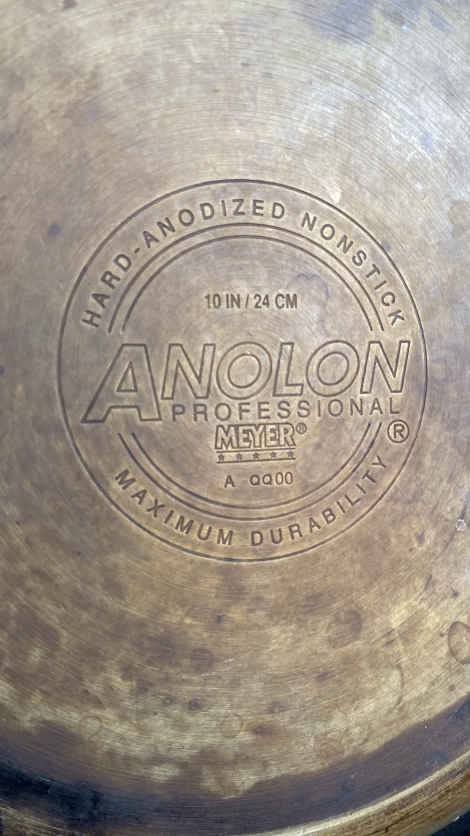 HARD-ANODIZED NONSTICK
10 IN / 24 CM
ANOLON
PROFESSIONAL
®
MEYER®
A QQ00
MAXIMUM DURABILITY